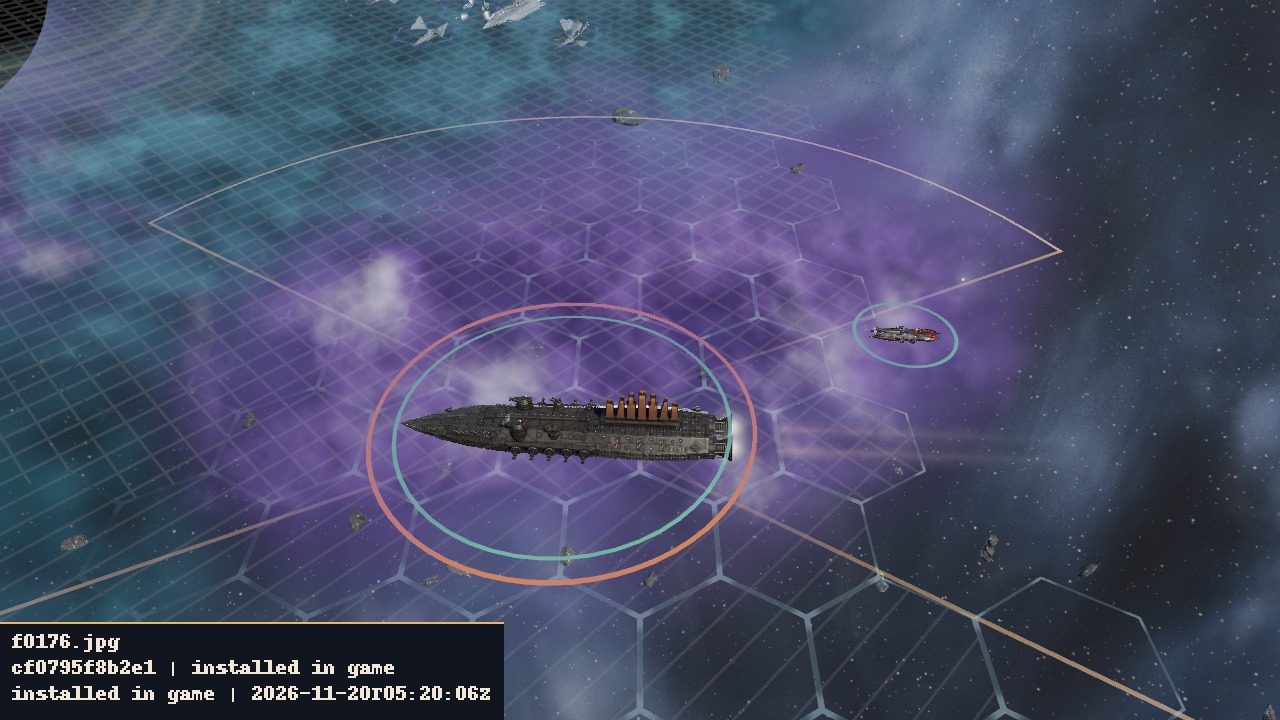 f0176.jpg
cf0795f8b2e1 | installed in game
installed in game | 2026-11-20T05:20:06Z